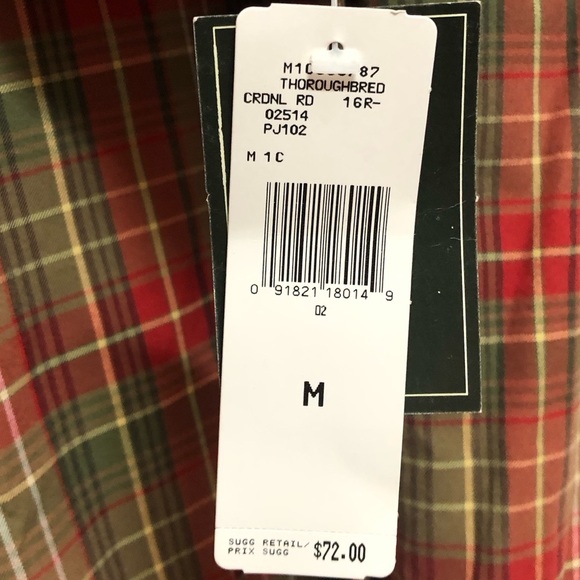 THOROUGHBRED
CRDNL RD 16R-
02514
PJ102
M 1C
0 91821 18014 9
02
M
SUGG RETAIL/
PRIX SUGG $72.00